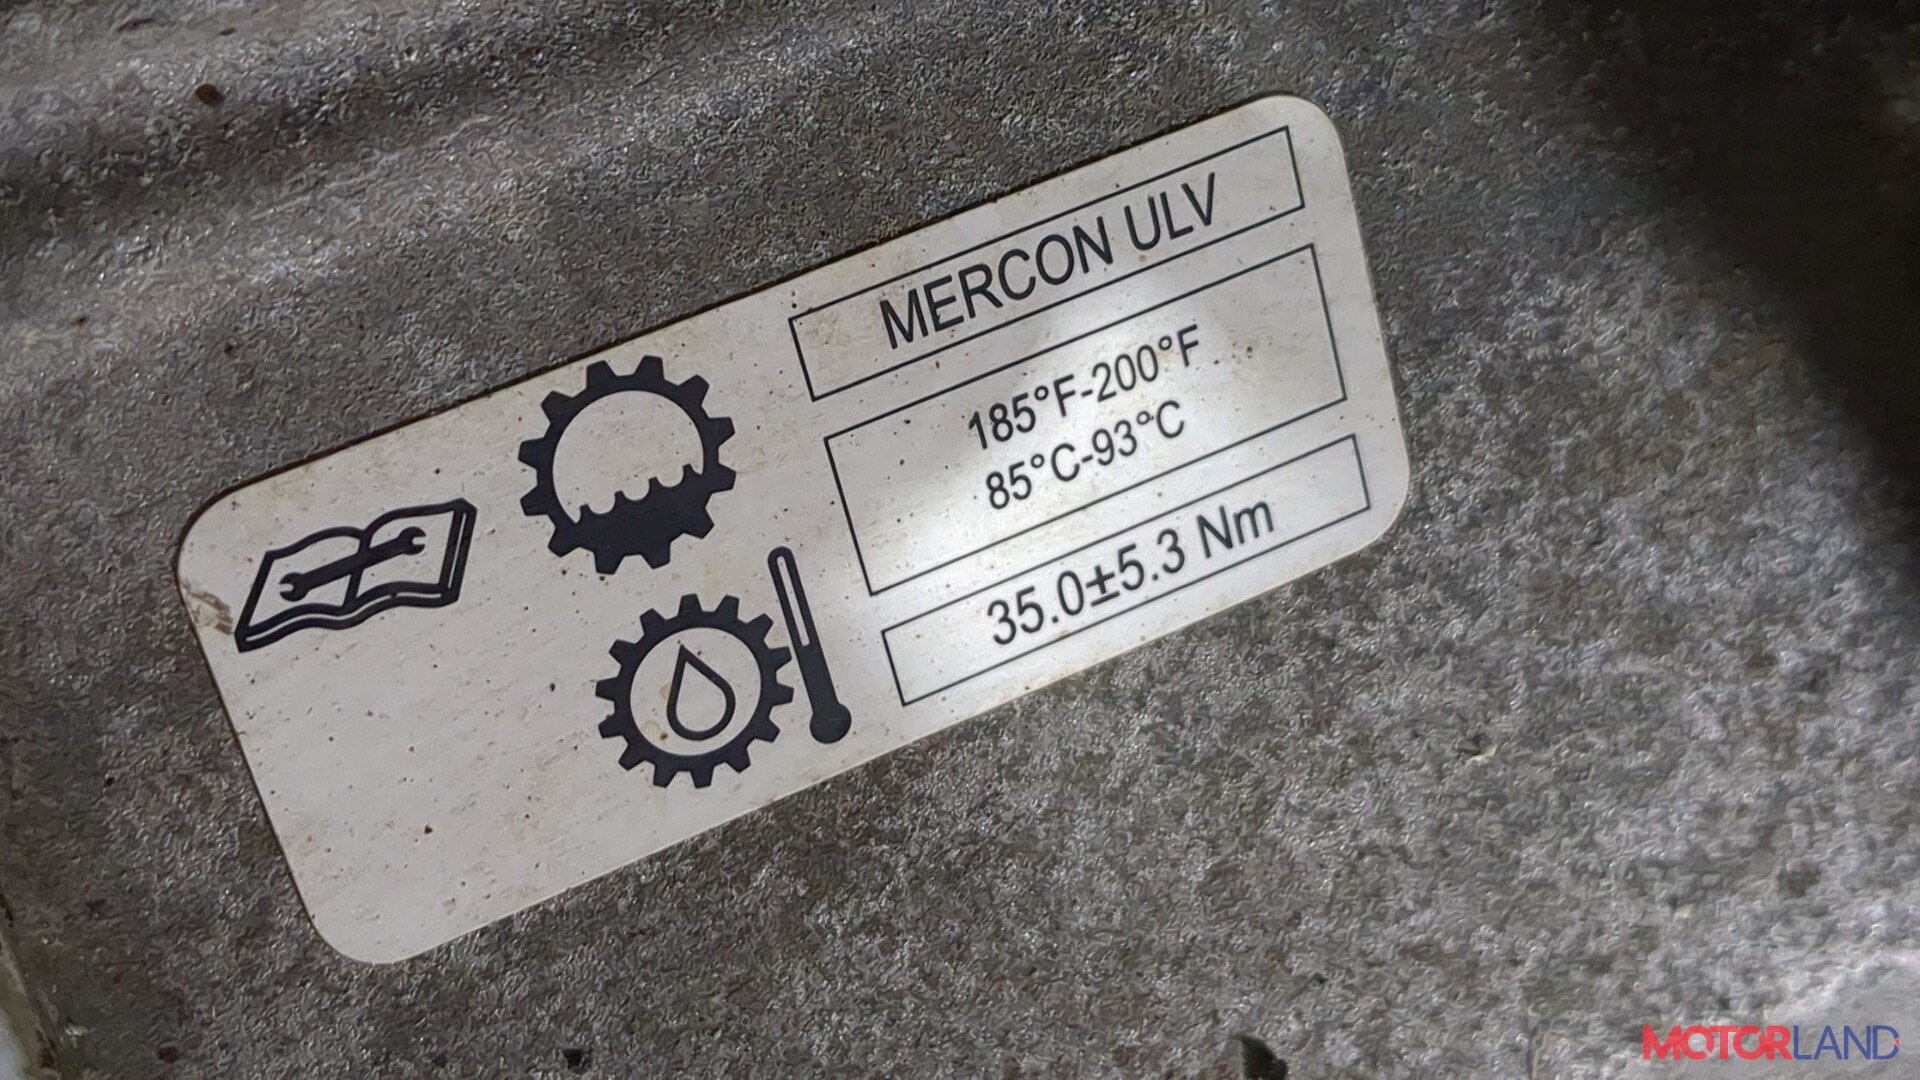 MERCON ULV
185°F-200°F
85°C-93°C
35.0±5.3 Nm
MOTORLAND